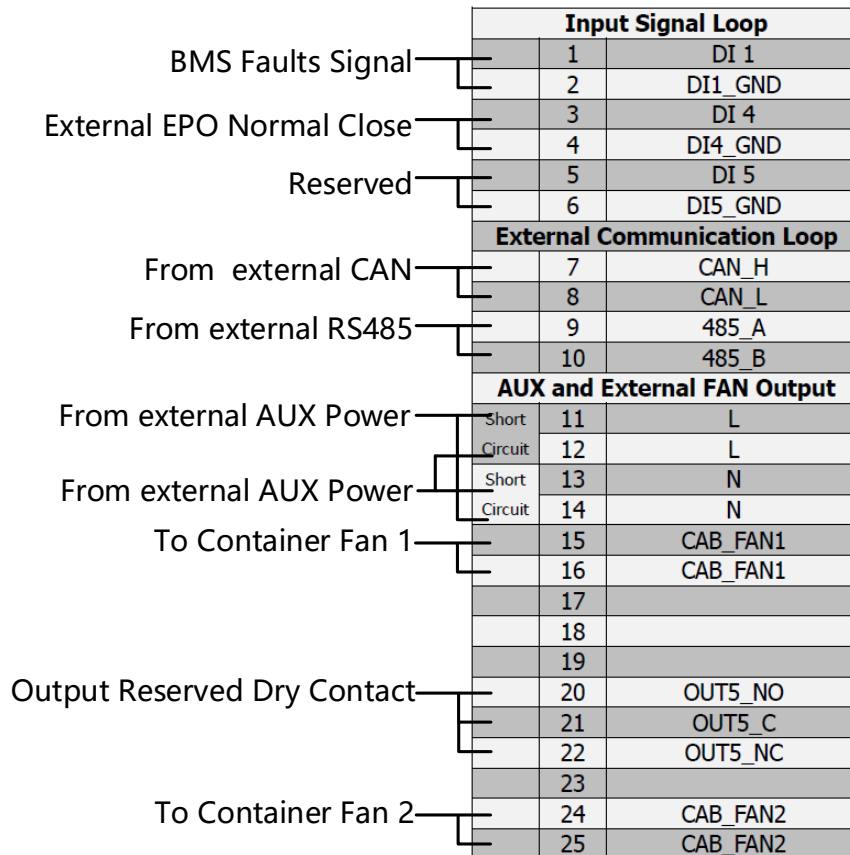 Input Signal Loop
BMS Faults Signal
1 DI 1
2 DI1_GND
External EPO Normal Close
3 DI 4
4 DI4_GND
Reserved
5 DI 5
6 DI5_GND
External Communication Loop
From external CAN
7 CAN_H
8 CAN_L
From external RS485
9 485_A
10 485_B
AUX and External FAN Output
From external AUX Power
Short 11 L
Circuit 12 L
From external AUX Power
Short 13 N
Circuit 14 N
To Container Fan 1
15 CAB_FAN1
16 CAB_FAN1
17
18
19
Output Reserved Dry Contact
20 OUT5_NO
21 OUT5_C
22 OUT5_NC
23
To Container Fan 2
24 CAB_FAN2
25 CAB_FAN2